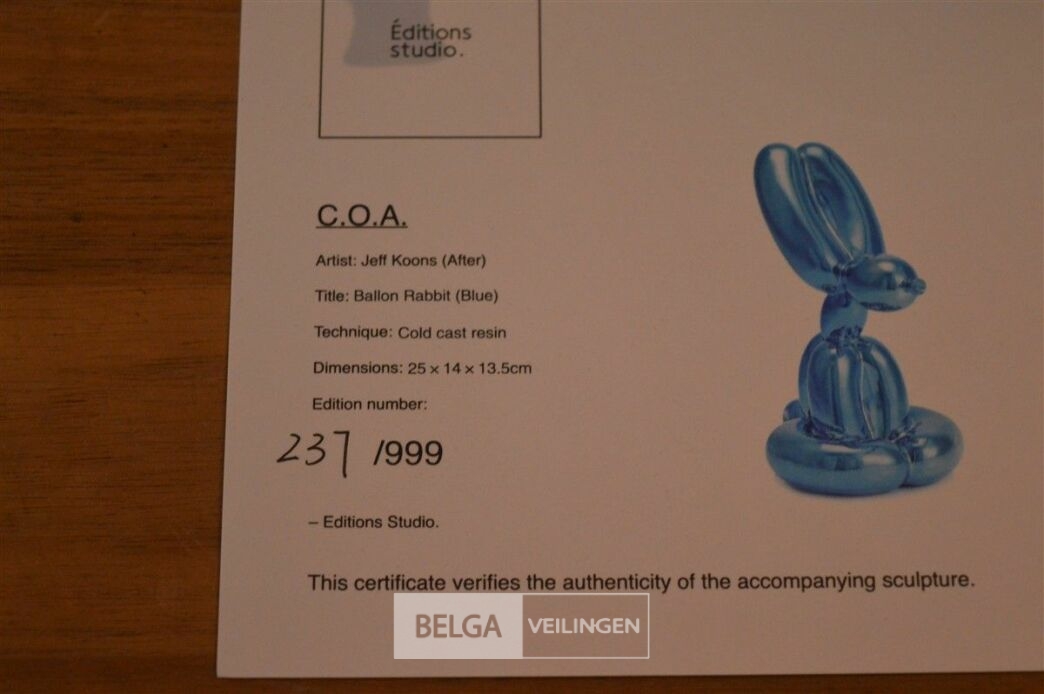 Éditions
studio.
C.O.A.
Artist: Jeff Koons (After)
Title: Ballon Rabbit (Blue)
Technique: Cold cast resin
Dimensions: 25 x 14 x 13.5cm
Edition number:
237 /999
– Editions Studio.
This certificate verifies the authenticity of the accompanying sculpture.
BELGA VEILINGEN